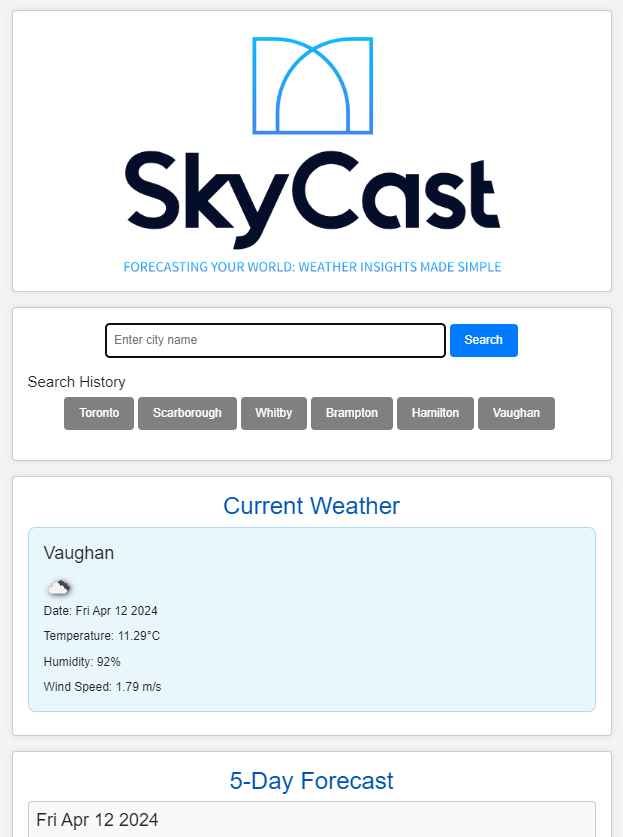 SkyCast
FORECASTING YOUR WORLD: WEATHER INSIGHTS MADE SIMPLE
Enter city name Search
Search History
Toronto Scarborough Whitby Brampton Hamilton Vaughan
Current Weather
Vaughan
Date: Fri Apr 12 2024
Temperature: 11.29°C
Humidity: 92%
Wind Speed: 1.79 m/s
5-Day Forecast
Fri Apr 12 2024